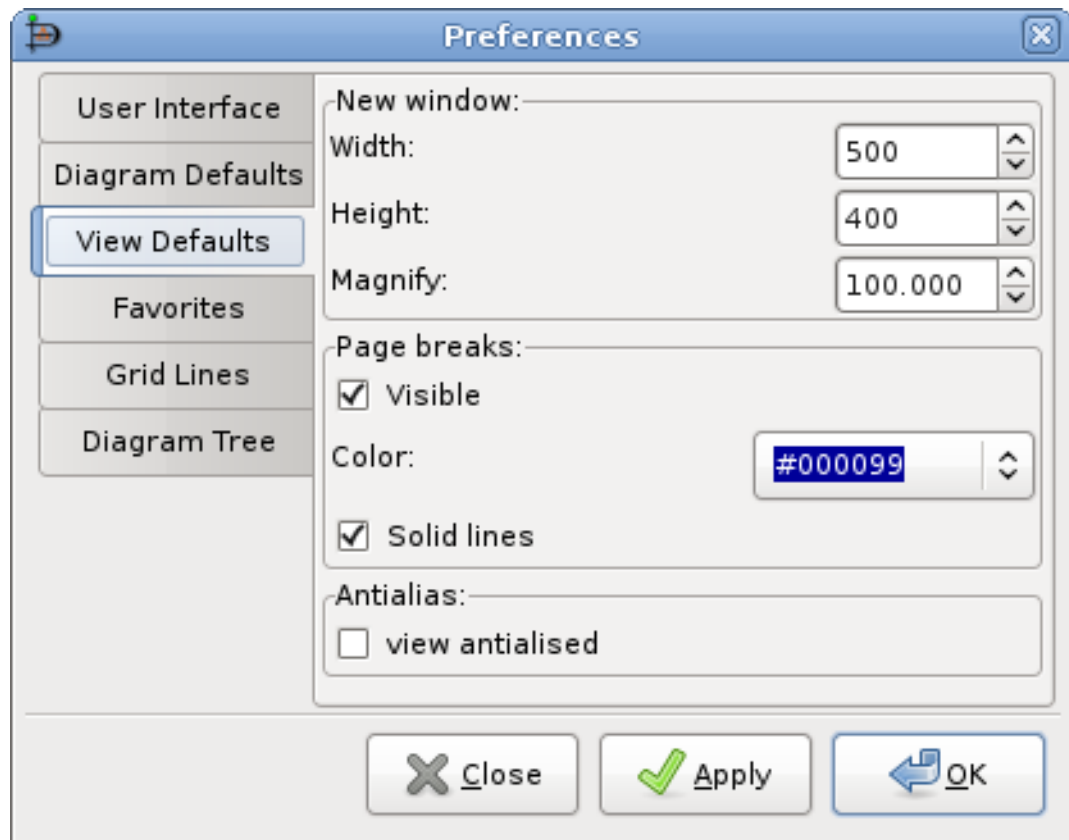 Preferences
User Interface
Diagram Defaults
View Defaults
Favorites
Grid Lines
Diagram Tree
New window:
Width: 500
Height: 400
Magnify: 100.000
Page breaks:
Visible
Color: #000099
Solid lines
Antialias:
view antialised
Close Apply OK